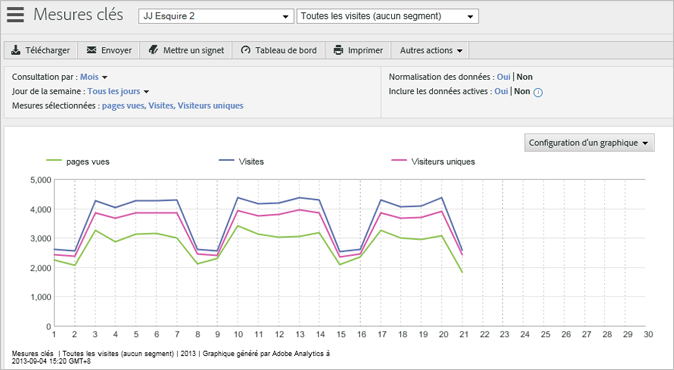 Mesures clés
JJ Esquire 2
Toutes les visites (aucun segment)
Télécharger Envoyer Mettre un signet Tableau de bord Imprimer Autres actions
Consultation par : Mois
Jour de la semaine : Tous les jours
Mesures sélectionnées : pages vues, Visites, Visiteurs uniques
Normalisation des données : Oui | Non
Inclure les données actives : Oui | Non i
Configuration d'un graphique
pages vues Visites Visiteurs uniques
5,000
4,000
3,000
2,000
1,000
0
1 2 3 4 5 6 7 8 9 10 11 12 13 14 15 16 17 18 19 20 21 22 23 24 25 26 27 28 29 30
Mesures clés | Toutes les visites (aucun segment) | 2013 | Graphique généré par Adobe Analytics á
2013-09-04 15:20 GMT+8